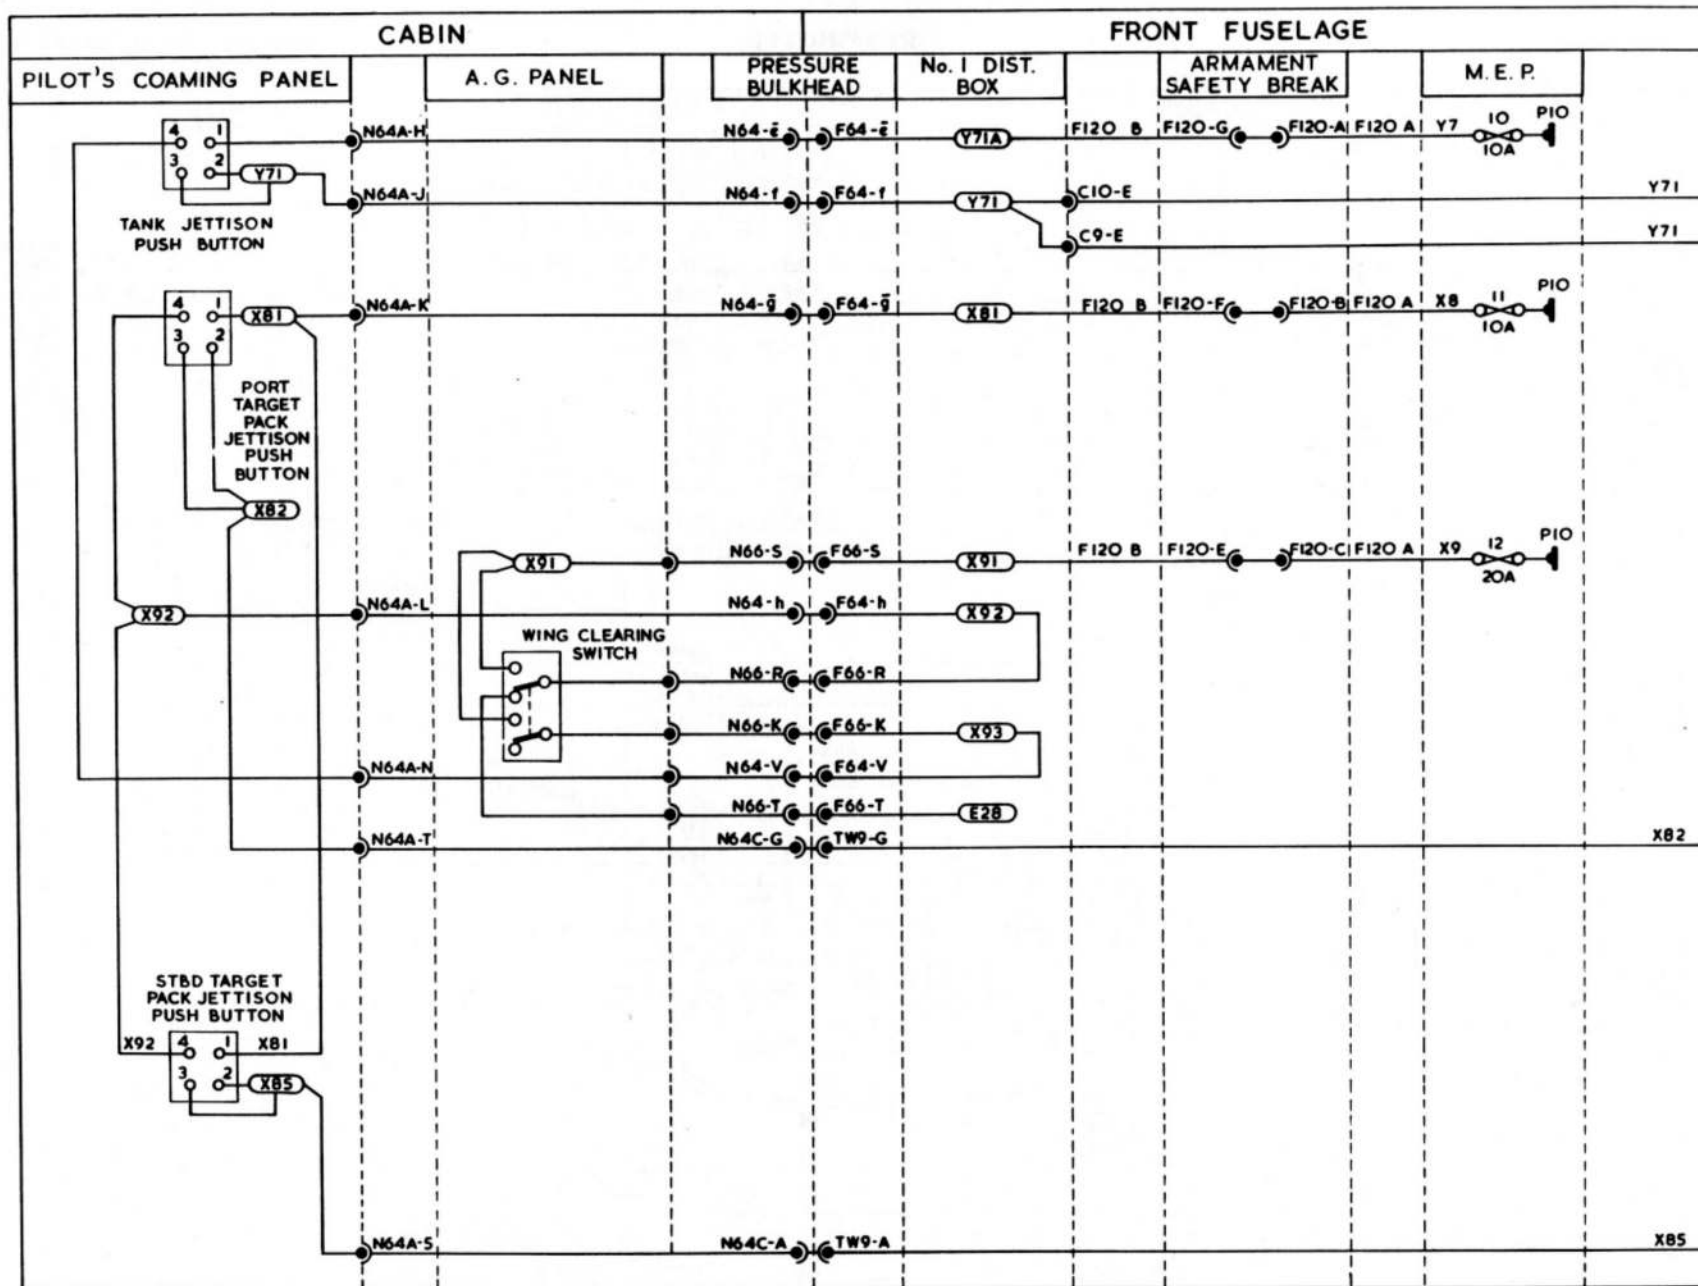 CABIN
FRONT FUSELAGE
PILOT'S COAMING PANEL
A. G. PANEL
PRESSURE
BULKHEAD
No. 1 DIST.
BOX
ARMAMENT
SAFETY BREAK
M. E. P.
4 1
3 2
Y71
TANK JETTISON
PUSH BUTTON
N64A-H
N64-ē
F64-ē
Y71A
F120 B
F120-G
F120-A
F120 A
Y7
10
10A
P10
N64A-J
N64-f
F64-f
Y71
C10-E
Y71
C9-E
Y71
4 1
3 2
X81
N64A-K
N64-ḡ
F64-ḡ
X81
F120 B
F120-F
F120-B
F120 A
X8
11
10A
P10
PORT
TARGET
PACK
JETTISON
PUSH
BUTTON
X82
X91
N66-S
F66-S
X91
F120 B
F120-E
F120-C
F120 A
X9
12
20A
P10
X92
N64A-L
N64-h
F64-h
X92
WING CLEARING
SWITCH
N66-R
F66-R
N66-K
F66-K
X93
N64A-N
N64-V
F64-V
N66-T
F66-T
E28
N64A-T
N64C-G
TW9-G
X82
STBD TARGET
PACK JETTISON
PUSH BUTTON
X92
4 1
3 2
X81
X85
N64A-S
N64C-A
TW9-A
X85